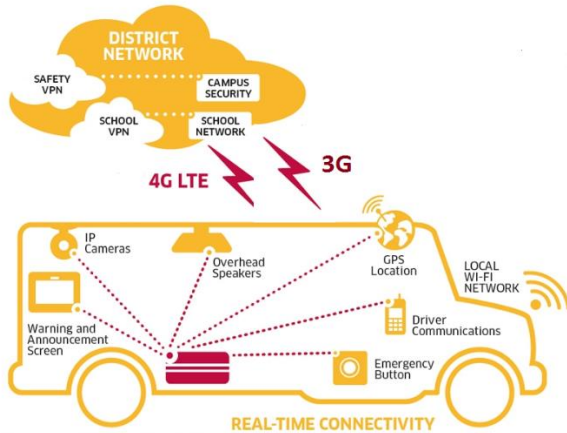 DISTRICT
NETWORK
SAFETY
VPN
CAMPUS
SECURITY
SCHOOL
VPN
SCHOOL
NETWORK
4G LTE
3G
IP
Cameras
Overhead
Speakers
GPS
Location
LOCAL
WI-FI
NETWORK
Warning and
Announcement
Screen
Driver
Communications
Emergency
Button
REAL-TIME CONNECTIVITY